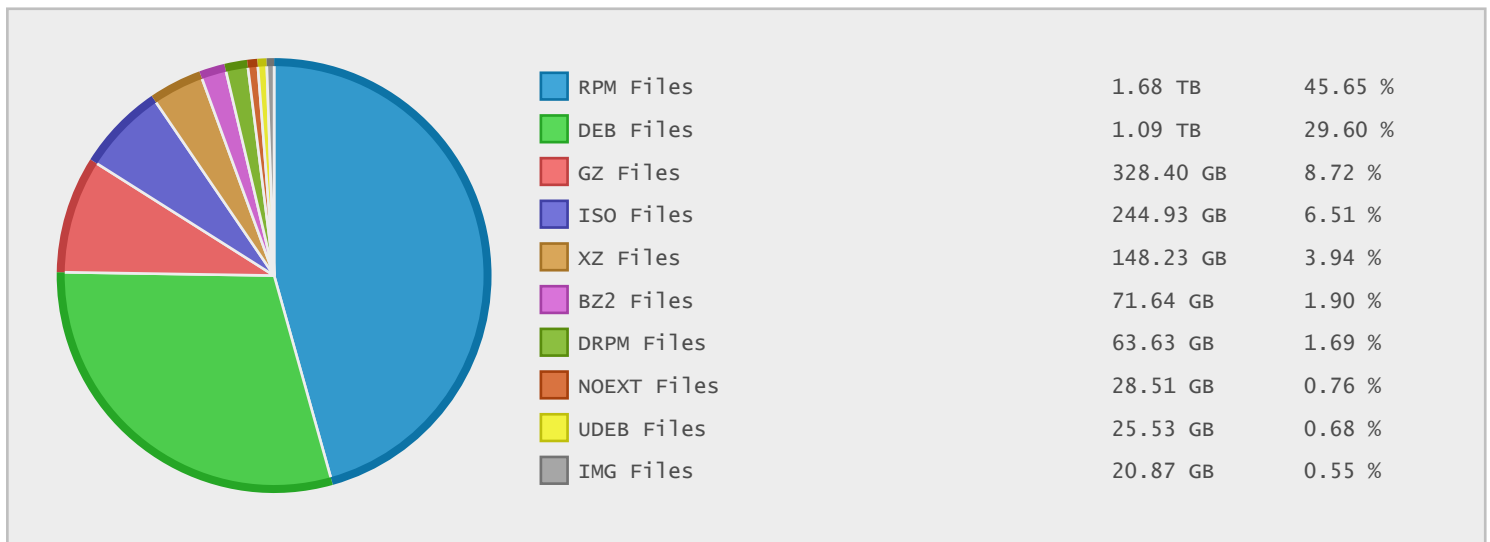 RPM Files 1.68 TB 45.65 %
DEB Files 1.09 TB 29.60 %
GZ Files 328.40 GB 8.72 %
ISO Files 244.93 GB 6.51 %
XZ Files 148.23 GB 3.94 %
BZ2 Files 71.64 GB 1.90 %
DRPM Files 63.63 GB 1.69 %
NOEXT Files 28.51 GB 0.76 %
UDEB Files 25.53 GB 0.68 %
IMG Files 20.87 GB 0.55 %